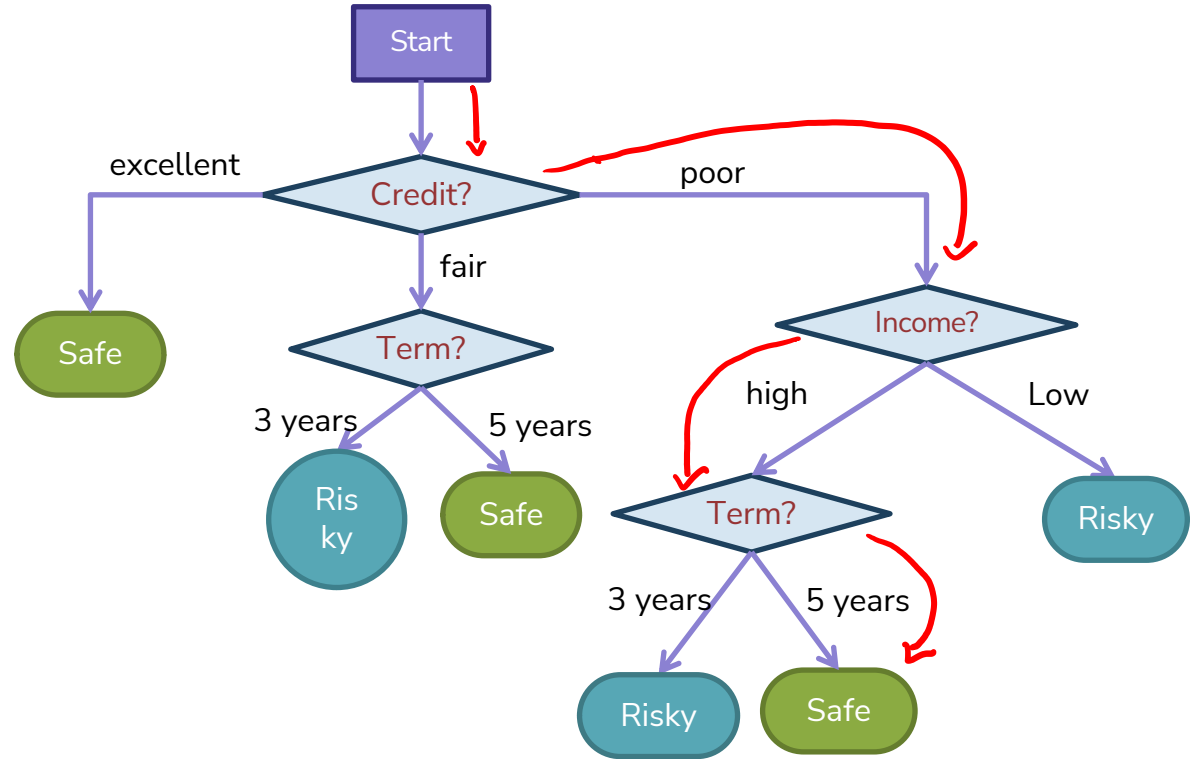 Start
excellent
Credit?
poor
fair
Safe
Term?
Income?
3 years
5 years
high
Low
Ris
ky
Safe
Term?
Risky
3 years
5 years
Risky
Safe